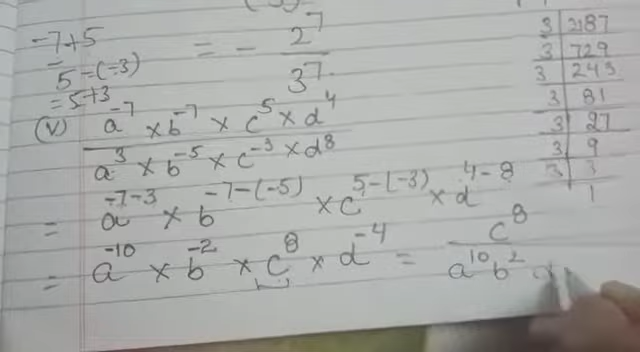 -7+5
5-(-3)
=5+3
= - 2^7/3^7
3 | 2187
3 | 729
3 | 243
3 | 81
3 | 27
3 | 9
3 | 3
1
(v) a^-7 × b^-7 × c^5 × d^4
a^3 × b^-5 × c^-3 × d^8
= a^-7-3 × b^-7-(-5) × c^5-(-3) × d^4-8
= a^-10 × b^-2 × c^8 × d^-4 = c^8/a^10 b^2